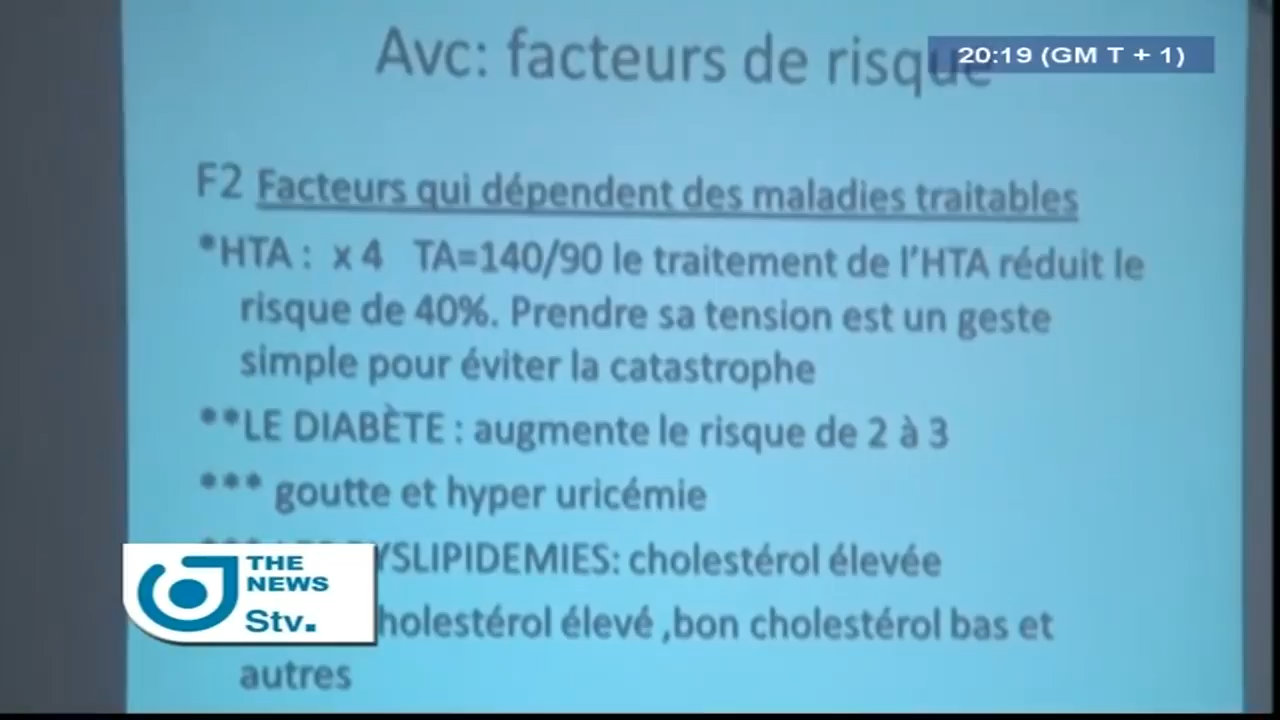 Avc: facteurs de risque
20:19 (GM T + 1)
F2 Facteurs qui dépendent des maladies traitables
*HTA : x 4 TA=140/90 le traitement de l'HTA réduit le
risque de 40%. Prendre sa tension est un geste
simple pour éviter la catastrophe
**LE DIABÈTE : augmente le risque de 2 à 3
*** goutte et hyper uricémie
cholestérol élevée
élevé ,bon cholestérol bas et
autres
THE
NEWS
Stv.